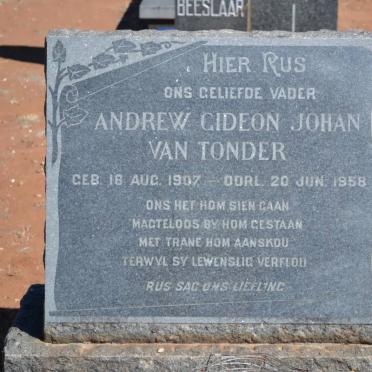 BEESLAAR
HIER RUS
ONS GELIEFDE VADER
ANDREW GIDEON JOHAN
VAN TONDER
GEB. 16 AUG. 1907 — OORL. 20 JUN. 1958
ONS HET HOM SIEN GAAN
MAGTELOOS BY HOM GESTAAN
MET TRANE HOM AANSKOU
TERWYL SY LEWENSLIG VERFLOU
RUS SAG ONS LIEFLING